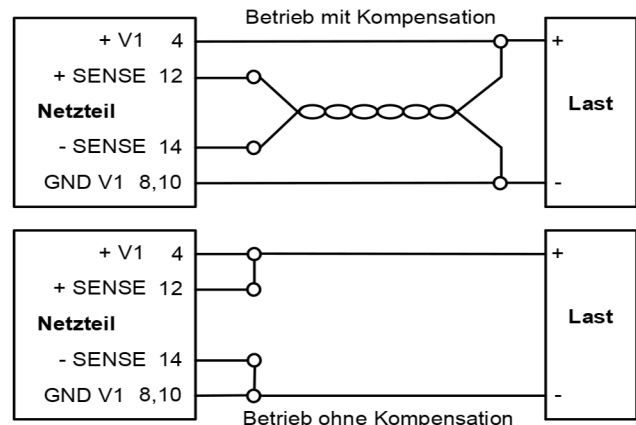 Betrieb mit Kompensation
+ V1 4 +
+ SENSE 12
Netzteil Last
- SENSE 14
GND V1 8,10 -
+ V1 4 +
+ SENSE 12
Netzteil Last
- SENSE 14
GND V1 8,10 -
Betrieb ohne Kompensation